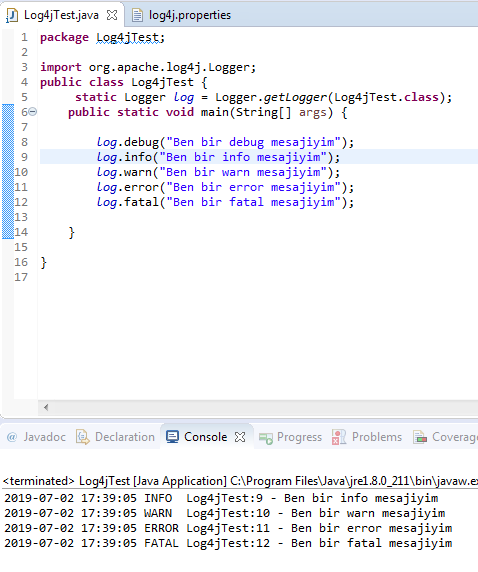 Log4jTest.java log4j.properties
1 package Log4jTest;
2
3 import org.apache.log4j.Logger;
4 public class Log4jTest {
5 static Logger log = Logger.getLogger(Log4jTest.class);
6 public static void main(String[] args) {
7
8 log.debug("Ben bir debug mesajiyim");
9 log.info("Ben bir info mesajiyim");
10 log.warn("Ben bir warn mesajiyim");
11 log.error("Ben bir error mesajiyim");
12 log.fatal("Ben bir fatal mesajiyim");
13
14 }
15
16 }
17
@ Javadoc Declaration Console Progress Problems Coverage
<terminated> Log4jTest [Java Application] C:\Program Files\Java\jre1.8.0_211\bin\javaw.ex
2019-07-02 17:39:05 INFO Log4jTest:9 - Ben bir info mesajiyim
2019-07-02 17:39:05 WARN Log4jTest:10 - Ben bir warn mesajiyim
2019-07-02 17:39:05 ERROR Log4jTest:11 - Ben bir error mesajiyim
2019-07-02 17:39:05 FATAL Log4jTest:12 - Ben bir fatal mesajiyim